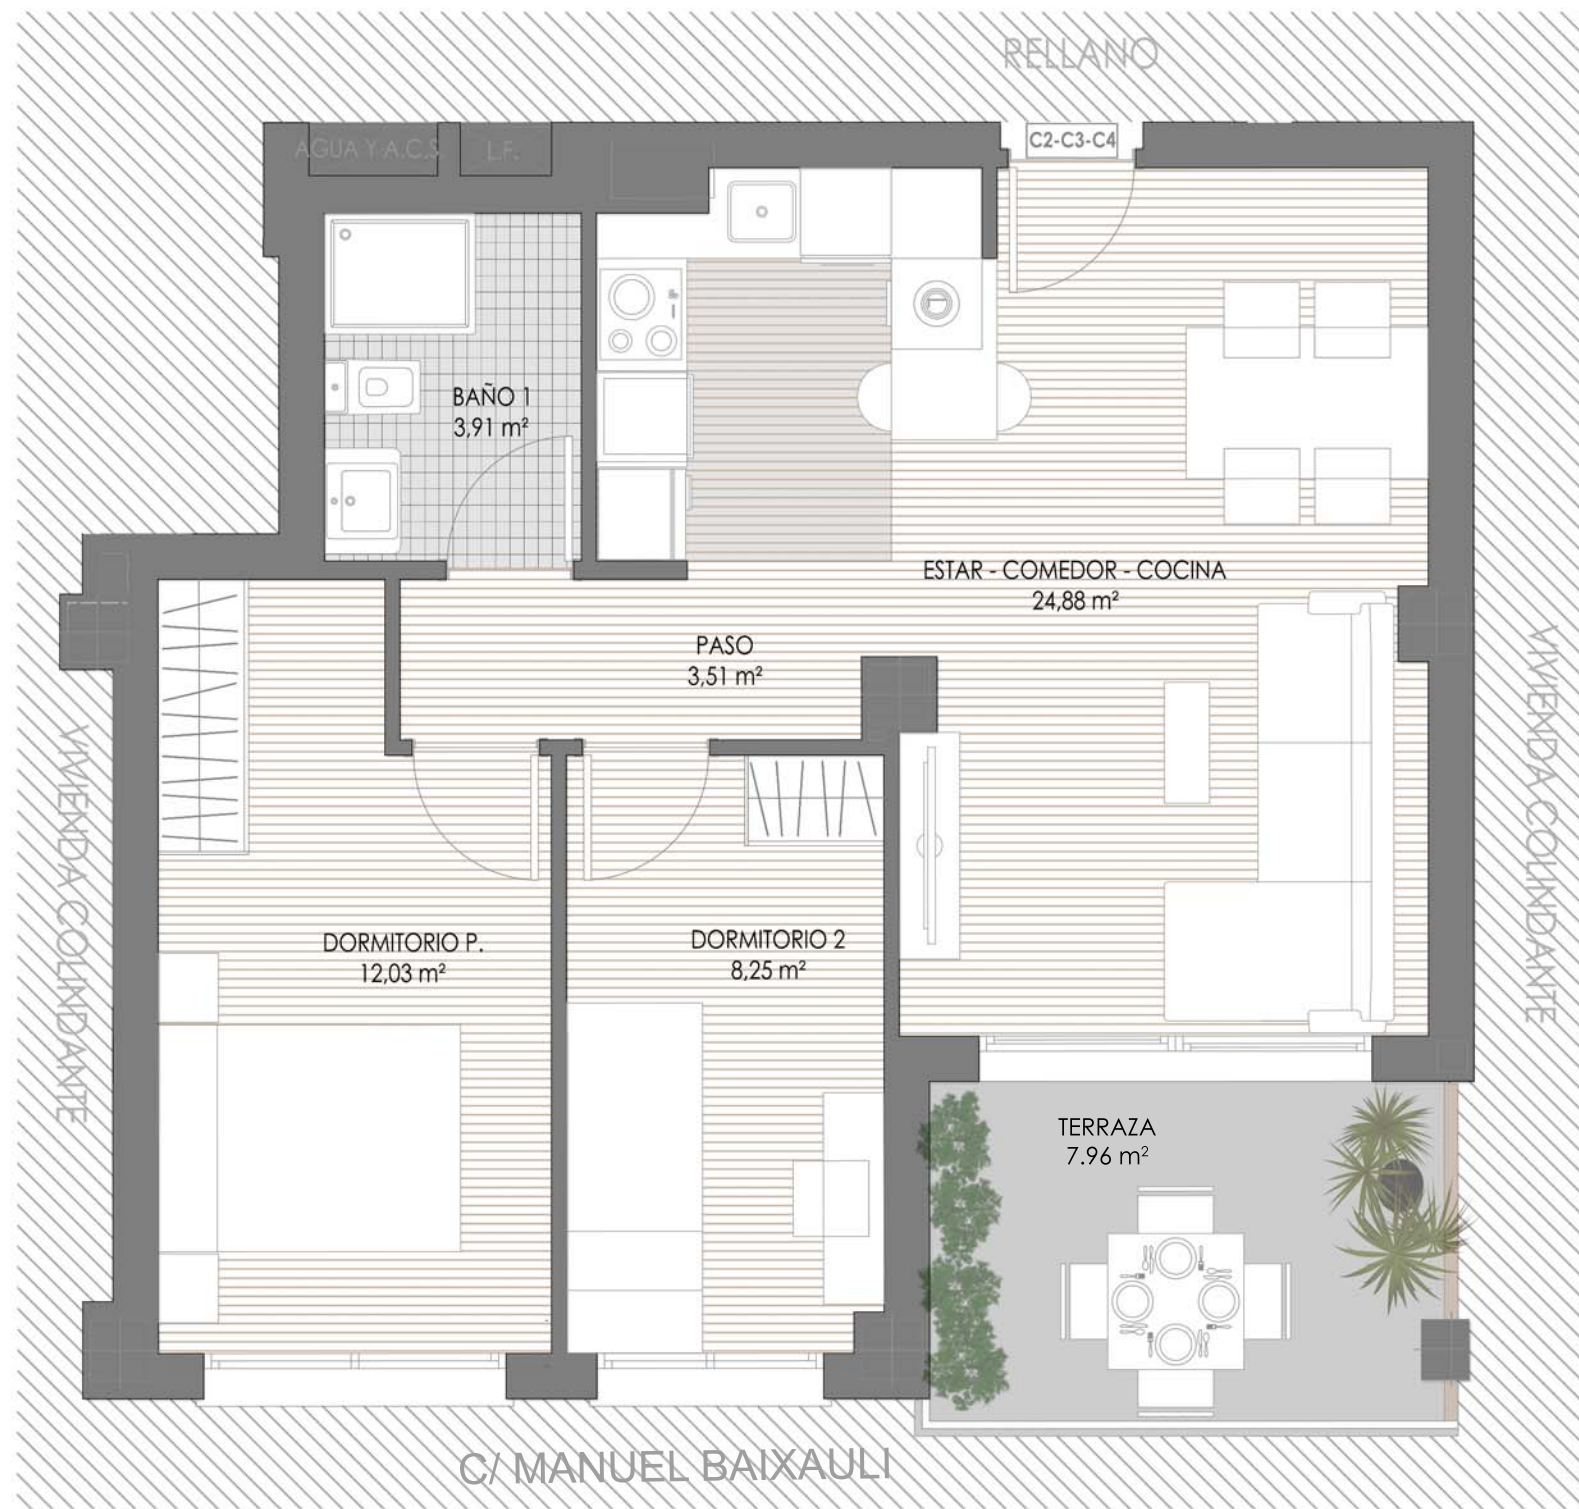 RELLANO
C2-C3-C4
AGUA Y A.C.S
L.F.
BAÑO 1
3,91 m²
ESTAR - COMEDOR - COCINA
24,88 m²
PASO
3,51 m²
VIVIENDA COLINDANTE
VIVIENDA COLINDANTE
DORMITORIO P.
12,03 m²
DORMITORIO 2
8,25 m²
TERRAZA
7.96 m²
C/ MANUEL BAIXAULI